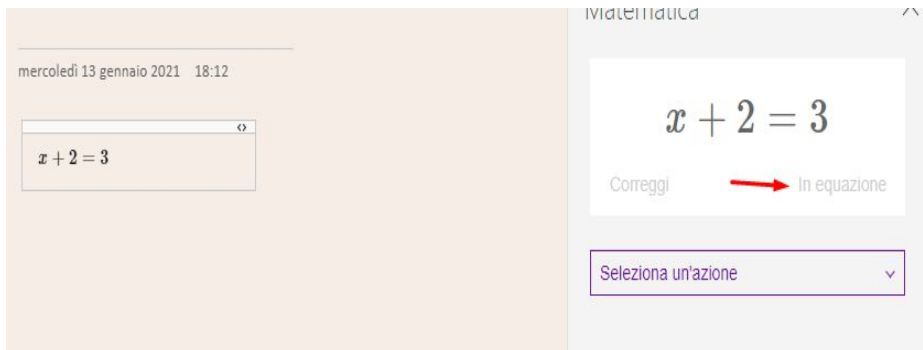 Matematica
mercoledì 13 gennaio 2021 18:12
x + 2 = 3
x + 2 = 3
Correggi In equazione
Seleziona un'azione